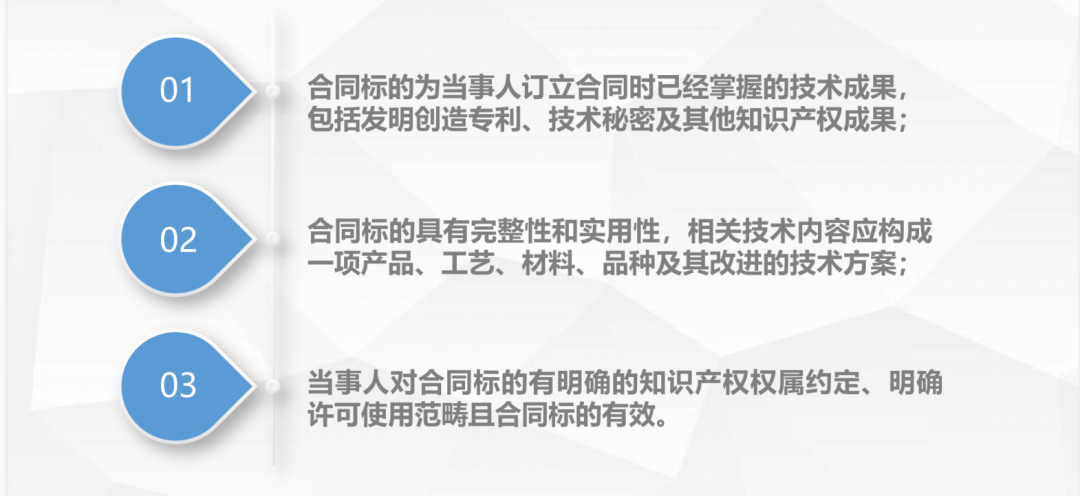 01
合同标的为当事人订立合同时已经掌握的技术成果，
包括发明创造专利、技术秘密及其他知识产权成果；
02
合同标的具有完整性和实用性，相关技术内容应构成
一项产品、工艺、材料、品种及其改进的技术方案；
03
当事人对合同标的有明确的知识产权权属约定、明确
许可使用范畴且合同标的有效。